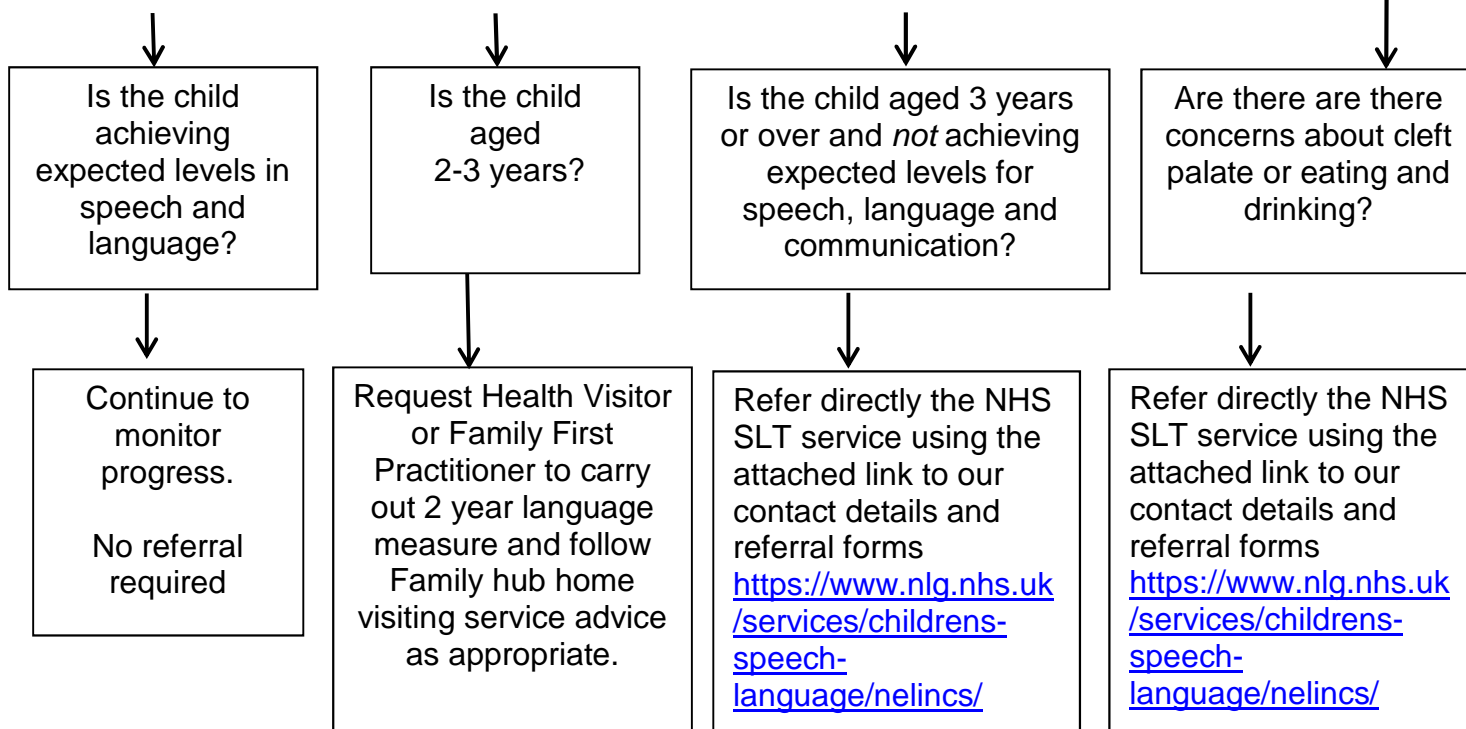 Is the child
achieving
expected levels in
speech and
language?
Is the child
aged
2-3 years?
Is the child aged 3 years
or over and not achieving
expected levels for
speech, language and
communication?
Are there are there
concerns about cleft
palate or eating and
drinking?
Continue to
monitor
progress.
No referral
required
Request Health Visitor
or Family First
Practitioner to carry
out 2 year language
measure and follow
Family hub home
visiting service advice
as appropriate.
Refer directly the NHS
SLT service using the
attached link to our
contact details and
referral forms
https://www.nlg.nhs.uk
/services/childrens-
speech-
language/nelincs/
Refer directly the NHS
SLT service using the
attached link to our
contact details and
referral forms
https://www.nlg.nhs.uk
/services/childrens-
speech-
language/nelincs/